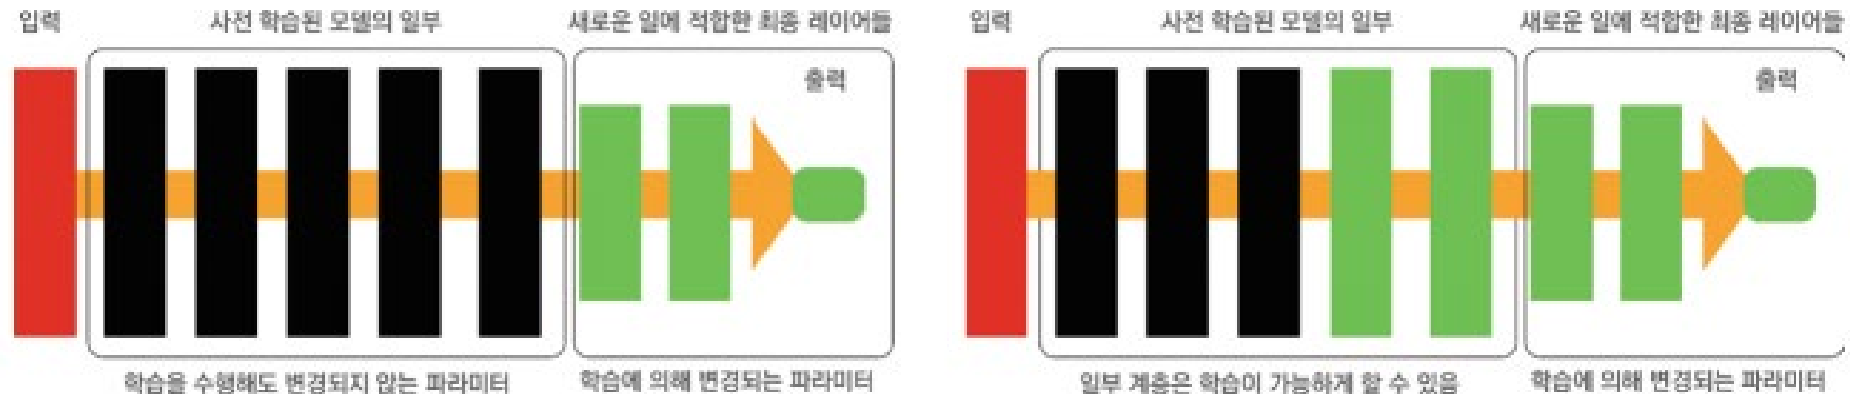 입력
사전 학습된 모델의 일부
새로운 일에 적합한 최종 레이어들
출력
학습을 수행해도 변경되지 않는 파라미터
학습에 의해 변경되는 파라미터
입력
사전 학습된 모델의 일부
새로운 일에 적합한 최종 레이어들
출력
일부 계층은 학습이 가능하게 할 수 있음
학습에 의해 변경되는 파라미터